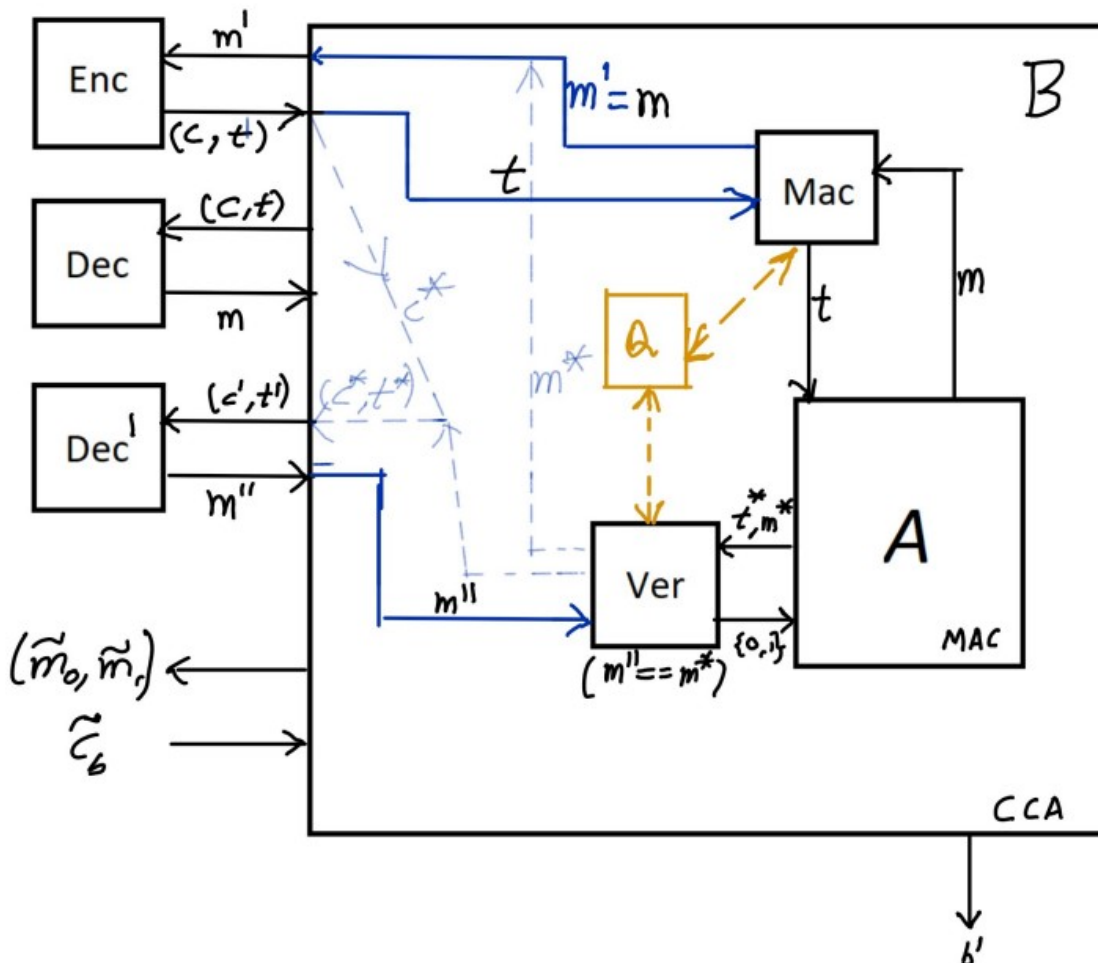 m'
Enc
(c, t)
m' = m
B
t
Mac
(c, t)
Dec
m
c*
m*
Q
t
m
(c', t')
(c*, t*)
Dec'
m''
t*, m*
A
Ver
m''
{0,1}
MAC
(m'' == m*)
(m̃₀, m̃₁)
c̃_b
CCA
b'